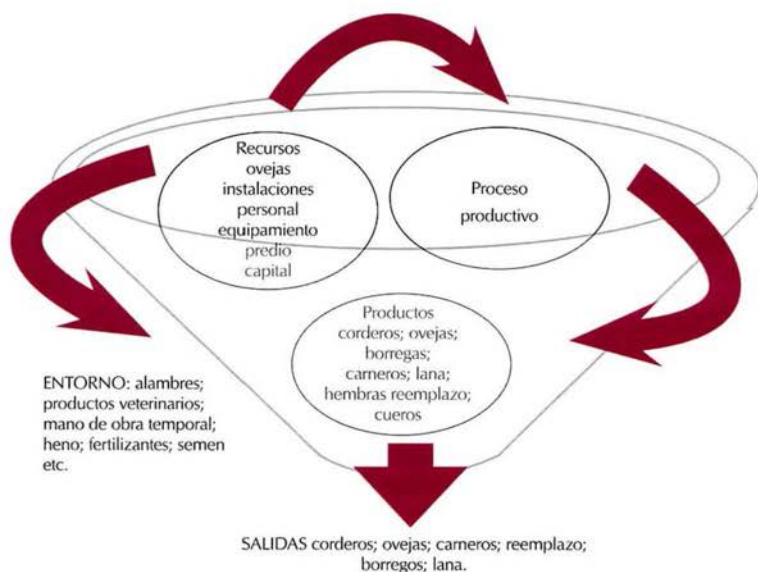 Recursos
ovejas
instalaciones
personal
equipamiento
predio
capital
Proceso
productivo
Productos
corderos; ovejas;
borregas;
carneros; lana;
hembras reemplazo;
cueros
ENTORNO: alambres;
productos veterinarios;
mano de obra temporal;
heno; fertilizantes; semen
etc.
SALIDAS corderos; ovejas; carneros; reemplazo;
borregos; lana.